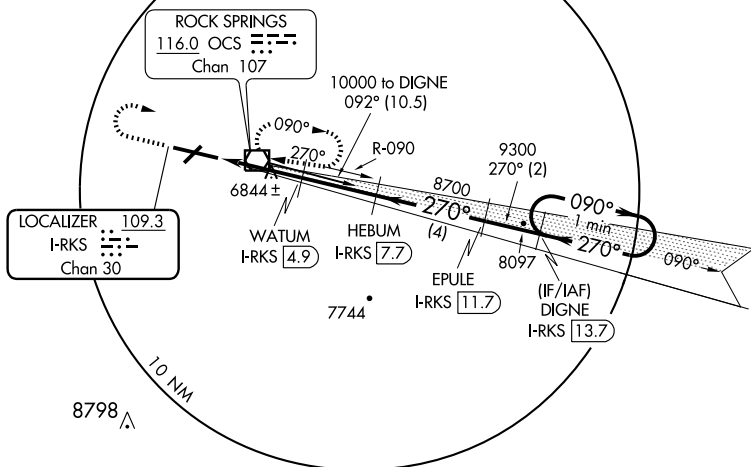 ROCK SPRINGS
116.0 OCS
Chan 107
10000 to DIGNE
092° (10.5)
090°
270°
R-090
9300
270° (2)
8700
6844 ±
270°
(4)
090°
1 min
270°
090°
LOCALIZER 109.3
I-RKS
Chan 30
WATUM
I-RKS 4.9
HEBUM
I-RKS 7.7
EPULE
I-RKS 11.7
8097
(IF/IAF)
DIGNE
I-RKS 13.7
7744
10 NM
8798